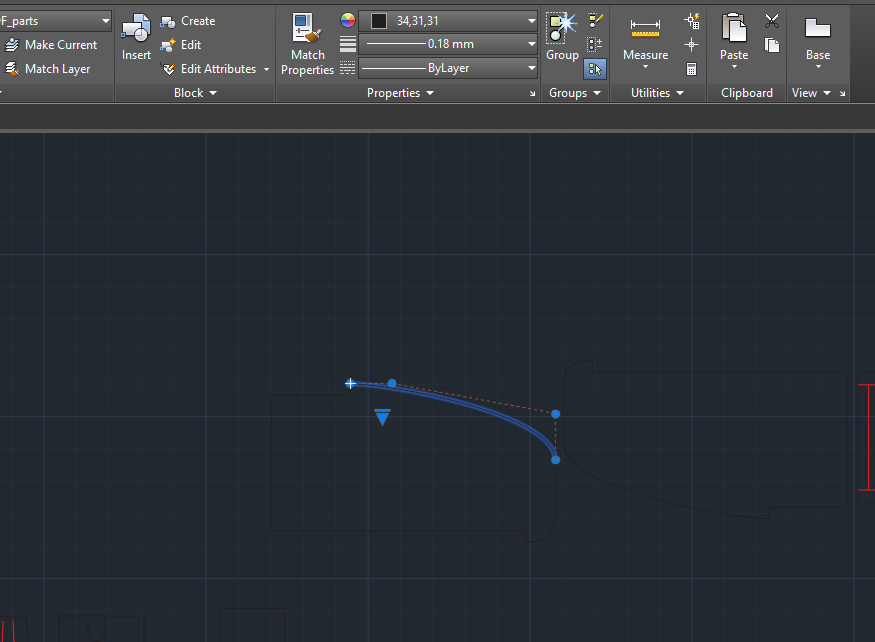 F_parts
Make Current
Match Layer
Insert
Create
Edit
Edit Attributes
Block
Match
Properties
34,31,31
0.18 mm
ByLayer
Properties
Group
Groups
Measure
Utilities
Paste
Clipboard
Base
View